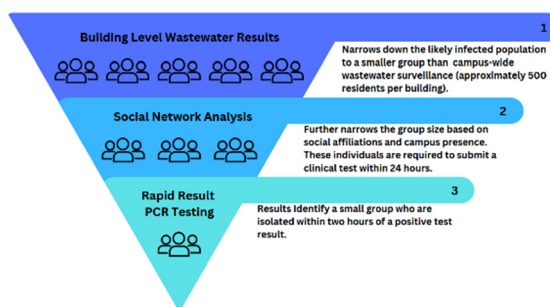 Building Level Wastewater Results
1
Narrows down the likely infected population
to a smaller group than campus-wide
wastewater surveillance (approximately 500
residents per building).
Social Network Analysis
2
Further narrows the group size based on
social affiliations and campus presence.
These individuals are required to submit a
clinical test within 24 hours.
Rapid Result
PCR Testing
3
Results Identify a small group who are
isolated within two hours of a positive test
result.